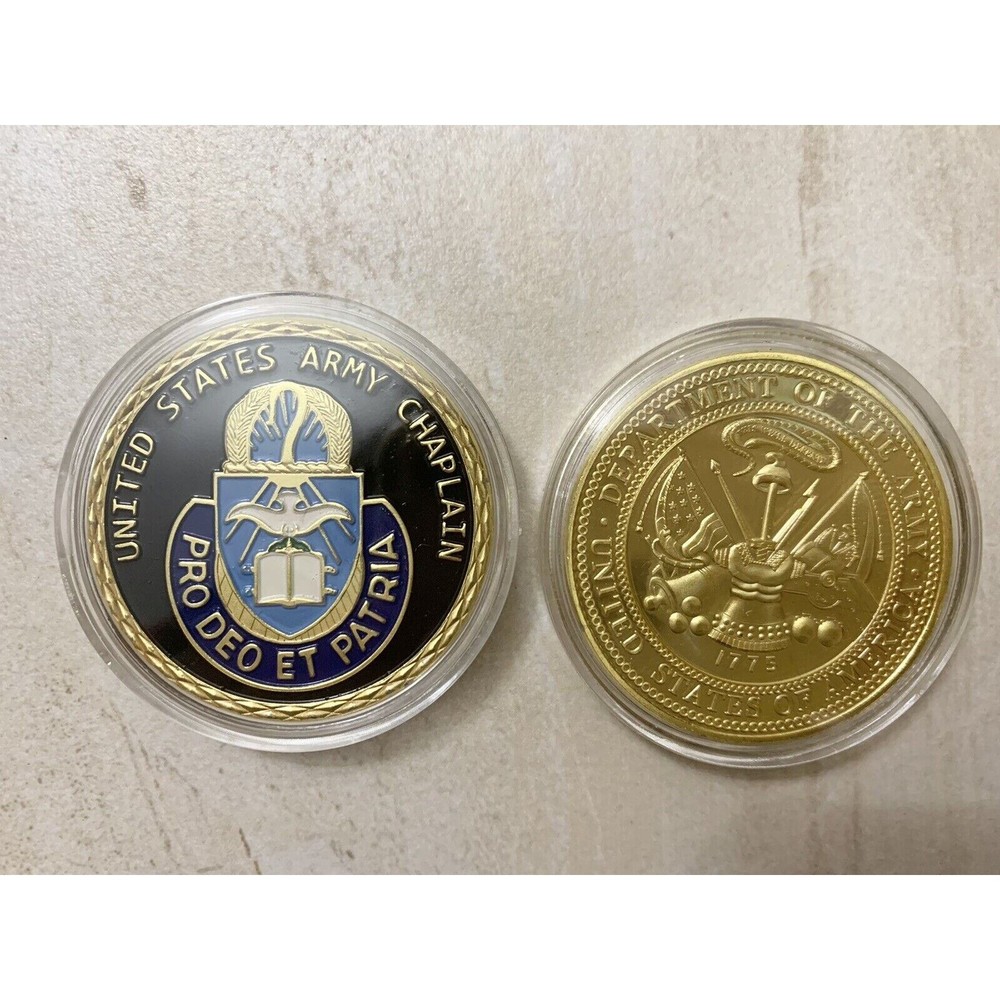 UNITED STATES ARMY CHAPLAIN
PRO DEO ET PATRIA
DEPARTMENT OF THE ARMY
1775
UNITED STATES OF AMERICA